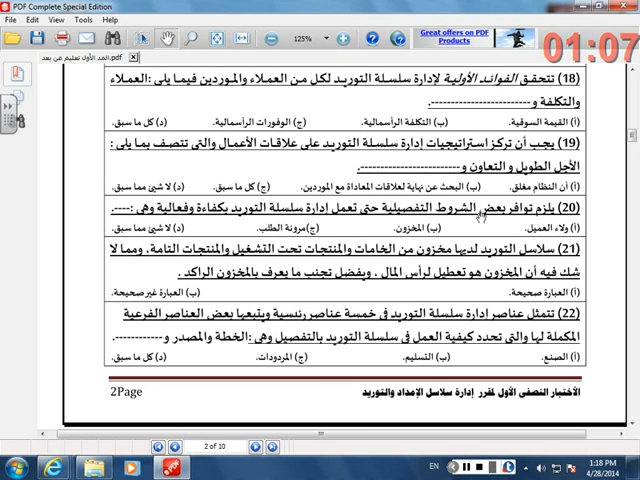 PDF Complete Special Edition
File Edit View Tools Help
125%
Great offers on PDF Products
01:07
المد الأول تعليم عن بعد.pdf
(18) تتحقق الفوائد الأولية لإدارة سلسلة التوريد لكل من العملاء والموردين فيما يلى :العملاء
والتكلفة و-------------------------.
(أ) القيمة السوقية. (ب) التكلفة الرأسمالية. (ج) الوفورات الرأسمالية. (د) كل ما سبق.
(19) يجب أن تركز استراتيجيات إدارة سلسلة التوريد على علاقات الأعمال والتى تتصف بما يلى :
الأجل الطويل و التعاون و-------------------------.
(أ) أن النظام مغلق. (ب) البحث عن نهاية لعلاقات المعاداة مع الموردين. (ج) كل ما سبق. (د) لا شئ مما سبق.
(20) يلزم توافر بعض الشروط التفصيلية حتى تعمل إدارة سلسلة التوريد بكفاءة وفعالية وهى :----.
(أ) ولاء العميل. (ب) المخزون. (ج) مرونة الطلب. (د) لا شئ مما سبق.
(21) سلاسل التوريد لديها مخزون من الخامات والمنتجات تحت التشغيل والمنتجات التامة، ومما لا
شك فيه أن المخزون هو تعطيل لرأس المال ، ويفضل تجنب ما يعرف بالمخزون الراكد .
(أ) العبارة صحيحة. (ب) العبارة غير صحيحة.
(22) تتمثل عناصر إدارة سلسلة التوريد فى خمسة عناصر رئيسية ويتبعها بعض العناصر الفرعية
المكملة لها والتى تحدد كيفية العمل فى سلسلة التوريد بالتفصيل وهى :الخطة والمصدر و------------.
(أ) الصنع. (ب) التسليم. (ج) المردودات. (د) كل ما سبق.
الأختبار النصفى الأول لمقرر إدارة سلاسل الإمداد والتوريد 2Page
2 of 10
EN
1:18 PM
4/28/2014